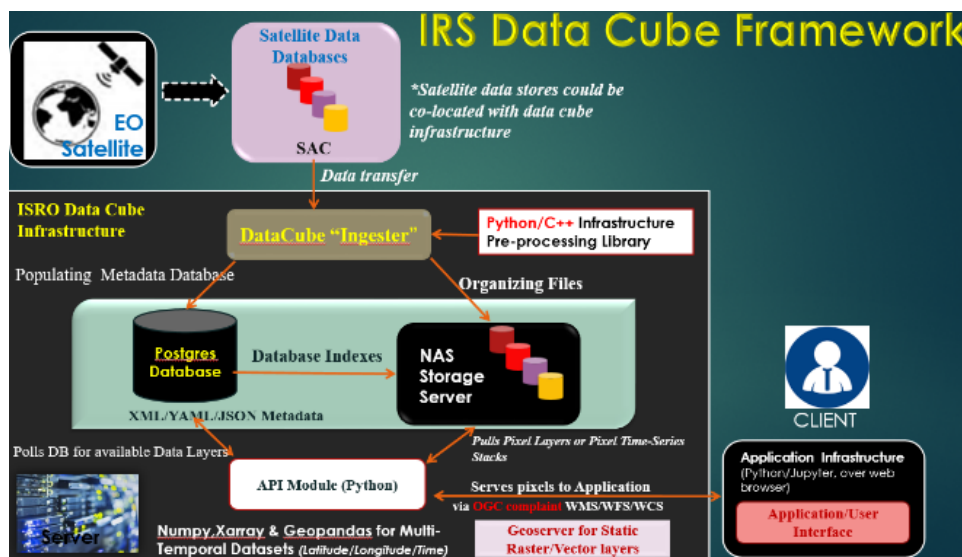 IRS Data Cube Framework
Satellite Data
Databases
SAC
EO
Satellite
*Satellite data stores could be
co-located with data cube
infrastructure
Data transfer
ISRO Data Cube
Infrastructure
DataCube “Ingester”
Python/C++ Infrastructure
Pre-processing Library
Populating Metadata Database
Organizing Files
Postgres
Database
Database Indexes
NAS
Storage
Server
XML/YAML/JSON Metadata
CLIENT
Polls DB for available Data Layers
Pulls Pixel Layers or Pixel Time-Series
Stacks
API Module (Python)
Serves pixels to Application
via OGC complaint WMS/WFS/WCS
Application Infrastructure
(Python/Jupyter, over web
browser)
Application/User
Interface
Server
Numpy,Xarray & Geopandas for Multi-
Temporal Datasets (Latitude/Longitude/Time)
Geoserver for Static
Raster/Vector layers